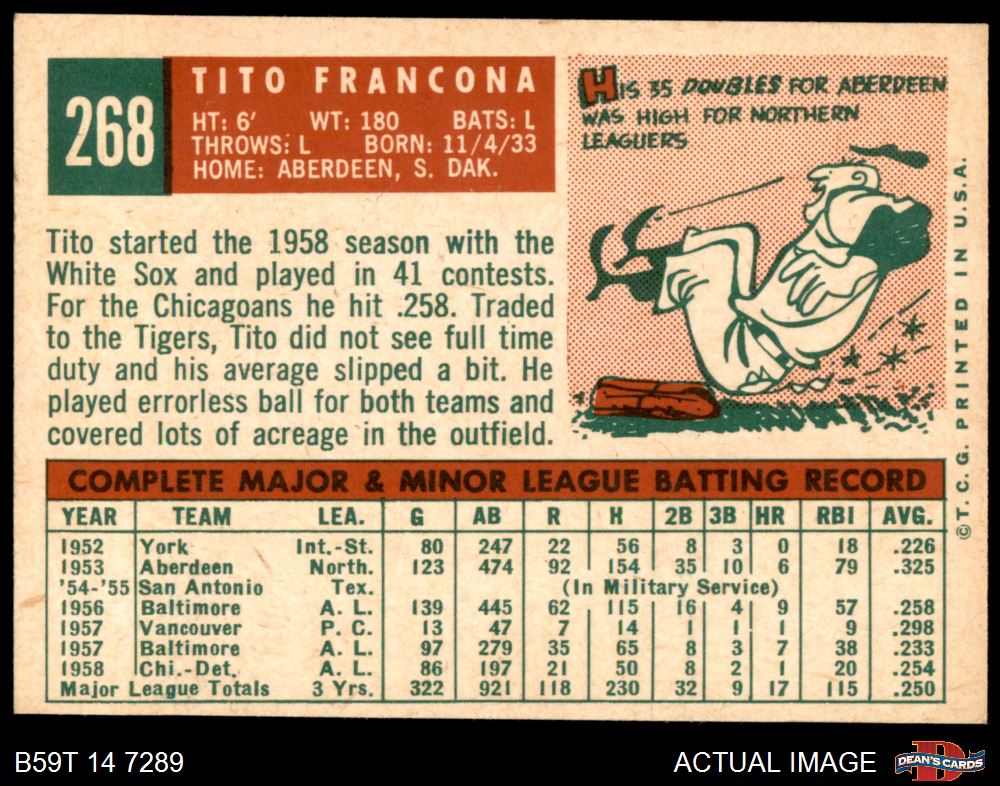 268
TITO FRANCONA
HT: 6' WT: 180 BATS: L
THROWS: L BORN: 11/4/33
HOME: ABERDEEN, S. DAK.
HIS 35 DOUBLES FOR ABERDEEN
WAS HIGH FOR NORTHERN
LEAGUERS
Tito started the 1958 season with the
White Sox and played in 41 contests.
For the Chicagoans he hit .258. Traded
to the Tigers, Tito did not see full time
duty and his average slipped a bit. He
played errorless ball for both teams and
covered lots of acreage in the outfield.
©T. C. G. PRINTED IN U.S.A.
COMPLETE MAJOR & MINOR LEAGUE BATTING RECORD
YEAR TEAM LEA. G AB R H 2B 3B HR RBI AVG.
1952 York Int.-St. 80 247 22 56 8 3 0 18 .226
1953 Aberdeen North. 123 474 92 154 35 10 6 79 .325
'54-'55 San Antonio Tex. (In Military Service)
1956 Baltimore A. L. 139 445 62 115 16 4 9 57 .258
1957 Vancouver P. C. 13 47 7 14 1 1 1 9 .298
1957 Baltimore A. L. 97 279 35 65 8 3 7 38 .233
1958 Chi.-Det. A. L. 86 197 21 50 8 2 1 20 .254
Major League Totals 3 Yrs. 322 921 118 230 32 9 17 115 .250
B59T 14 7289
ACTUAL IMAGE
D
DEAN'S CARDS